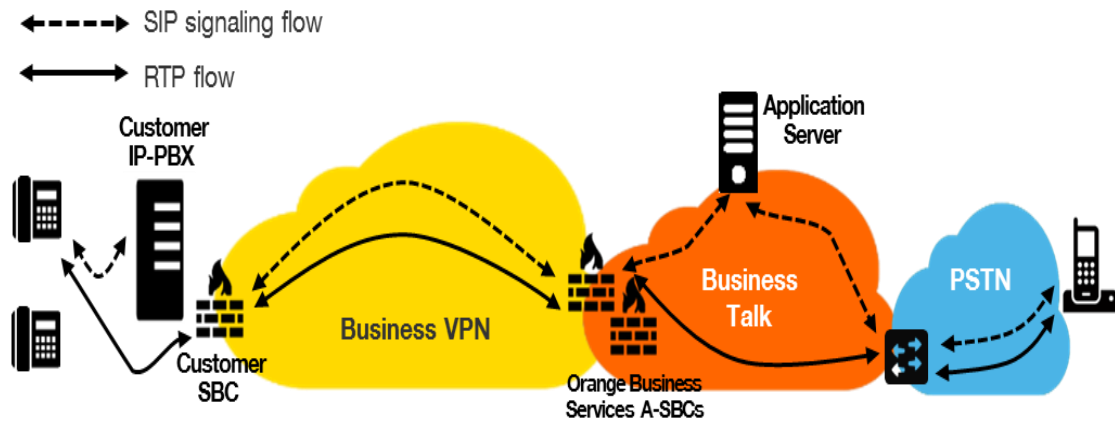 SIP signaling flow
RTP flow
Customer
IP-PBX
Application
Server
Business VPN
Business
Talk
PSTN
Customer
SBC
Orange Business
Services A-SBCs